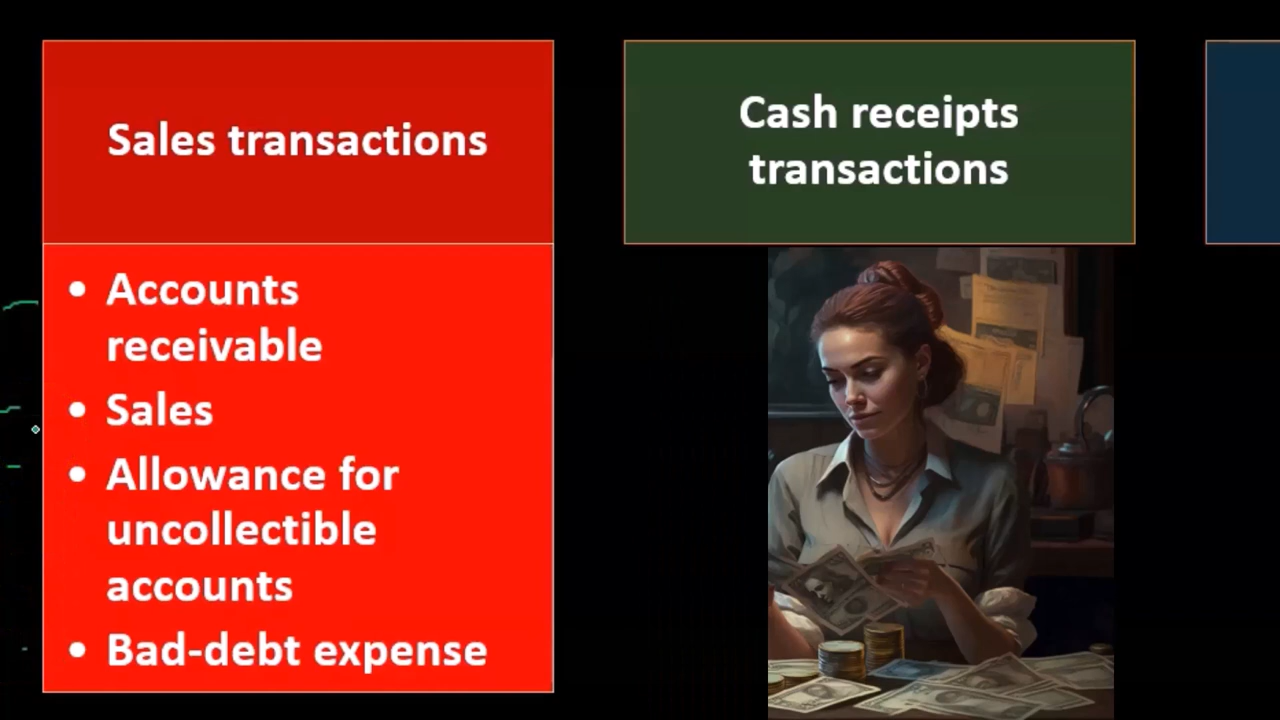 Sales transactions
• Accounts
receivable
• Sales
• Allowance for
uncollectible
accounts
• Bad-debt expense
Cash receipts
transactions